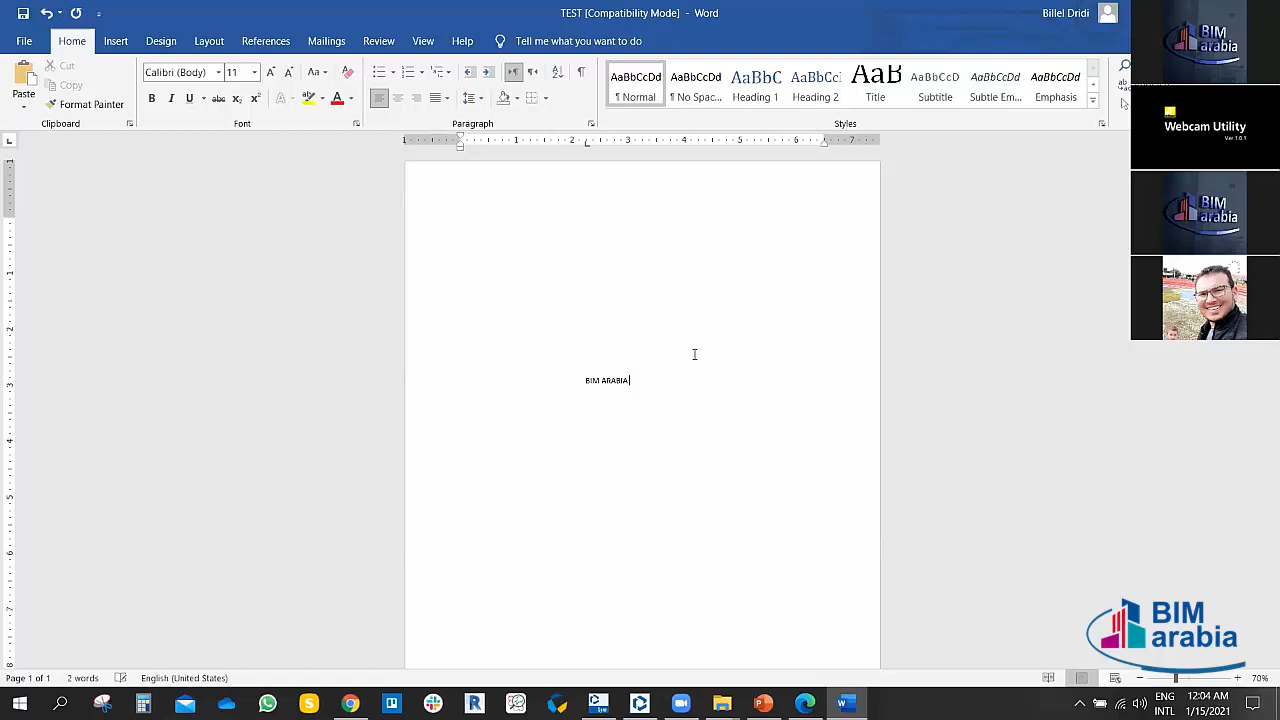 TEST [Compatibility Mode] - Word
Billel Dridi
File Home Insert Design Layout References Mailings Review View Help Tell me what you want to do
Cut
Copy
Format Painter
Paste
Calibri (Body) 11
Clipboard Font Paragraph Styles
AaBbCcDd AaBbCcDd AaBbC AaBbCc AaB AaBbCcD AaBbCcDd AaBbCcDd
¶ Normal ¶ No Spac... Heading 1 Heading 2 Title Subtitle Subtle Em... Emphasis
BIM arabia
Webcam Utility
Ver.1.0.1
BIM arabia
BIM ARABIA
BIM
arabia
Page 1 of 1 2 words English (United States) 70%
ENG
INTL
12:04 AM
1/15/2021